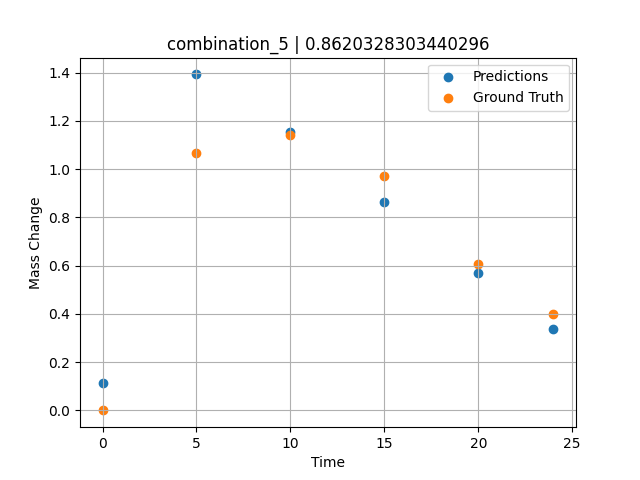 combination_5 | 0.8620328303440296
Predictions
Ground Truth
Mass Change
1.4
1.2
1.0
0.8
0.6
0.4
0.2
0.0
0 5 10 15 20 25
Time